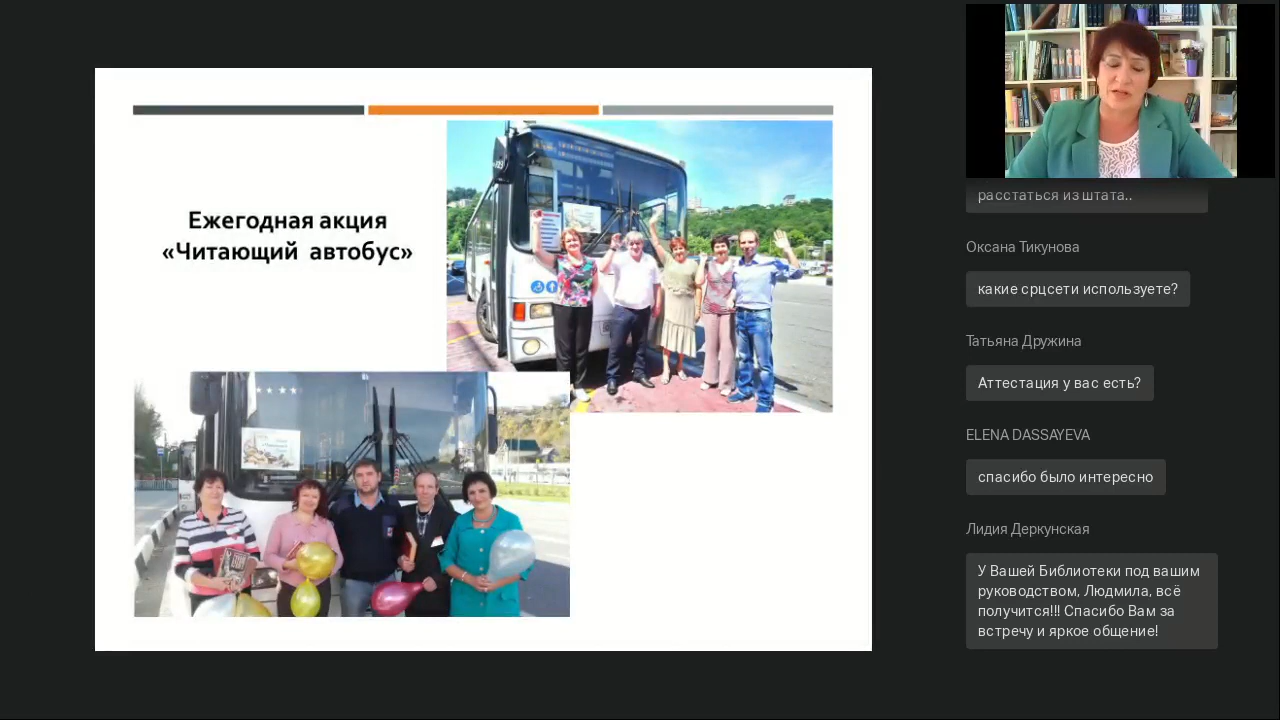 Ежегодная акция
«Читающий автобус»
расстаться из штата..
Оксана Тикунова
какие срцсети используете?
Татьяна Дружина
Аттестация у вас есть?
ELENA DASSAYEVA
спасибо было интересно
Лидия Деркунская
У Вашей Библиотеки под вашим
руководством, Людмила, всё
получится!!! Спасибо Вам за
встречу и яркое общение!